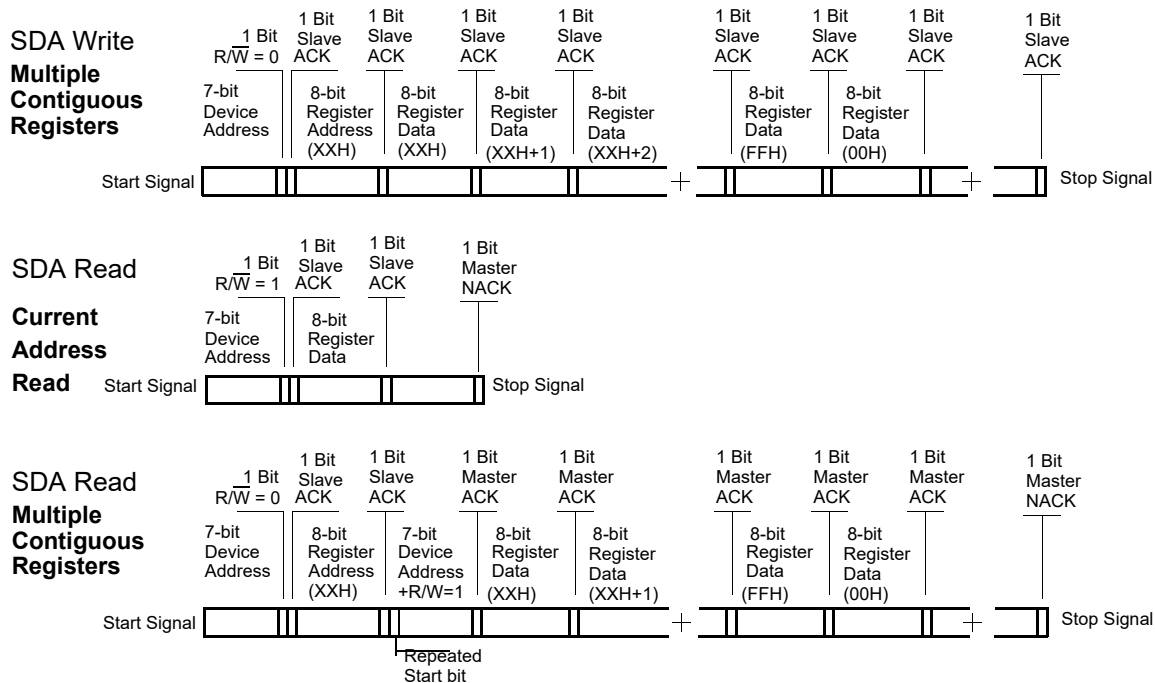 SDA Write
Multiple
Contiguous
Registers
1 Bit
R/W̅ = 0
1 Bit
Slave
ACK
1 Bit
Slave
ACK
1 Bit
Slave
ACK
1 Bit
Slave
ACK
1 Bit
Slave
ACK
1 Bit
Slave
ACK
1 Bit
Slave
ACK
1 Bit
Slave
ACK
7-bit
Device
Address
8-bit
Register
Address
(XXH)
8-bit
Register
Data
(XXH)
8-bit
Register
Data
(XXH+1)
8-bit
Register
Data
(XXH+2)
8-bit
Register
Data
(FFH)
8-bit
Register
Data
(00H)
Start Signal
Stop Signal
SDA Read
Current
Address
Read
1 Bit
R/W̅ = 1
1 Bit
Slave
ACK
1 Bit
Slave
ACK
1 Bit
Master
NACK
7-bit
Device
Address
8-bit
Register
Data
Start Signal
Stop Signal
SDA Read
Multiple
Contiguous
Registers
1 Bit
R/W̅ = 0
1 Bit
Slave
ACK
1 Bit
Slave
ACK
1 Bit
Master
ACK
1 Bit
Master
ACK
1 Bit
Master
ACK
1 Bit
Master
ACK
1 Bit
Master
ACK
1 Bit
Master
NACK
7-bit
Device
Address
8-bit
Register
Address
(XXH)
7-bit
Device
Address
+R/W=1
8-bit
Register
Data
(XXH)
8-bit
Register
Data
(XXH+1)
8-bit
Register
Data
(FFH)
8-bit
Register
Data
(00H)
Start Signal
Stop Signal
Repeated
Start bit